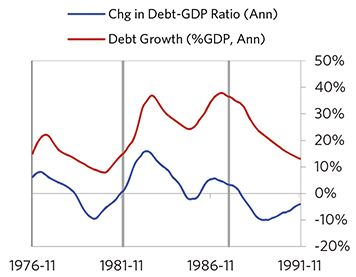 Chg in Debt-GDP Ratio (Ann)
Debt Growth (%GDP, Ann)
50%
40%
30%
20%
10%
0%
-10%
-20%
1976-11 1981-11 1986-11 1991-11